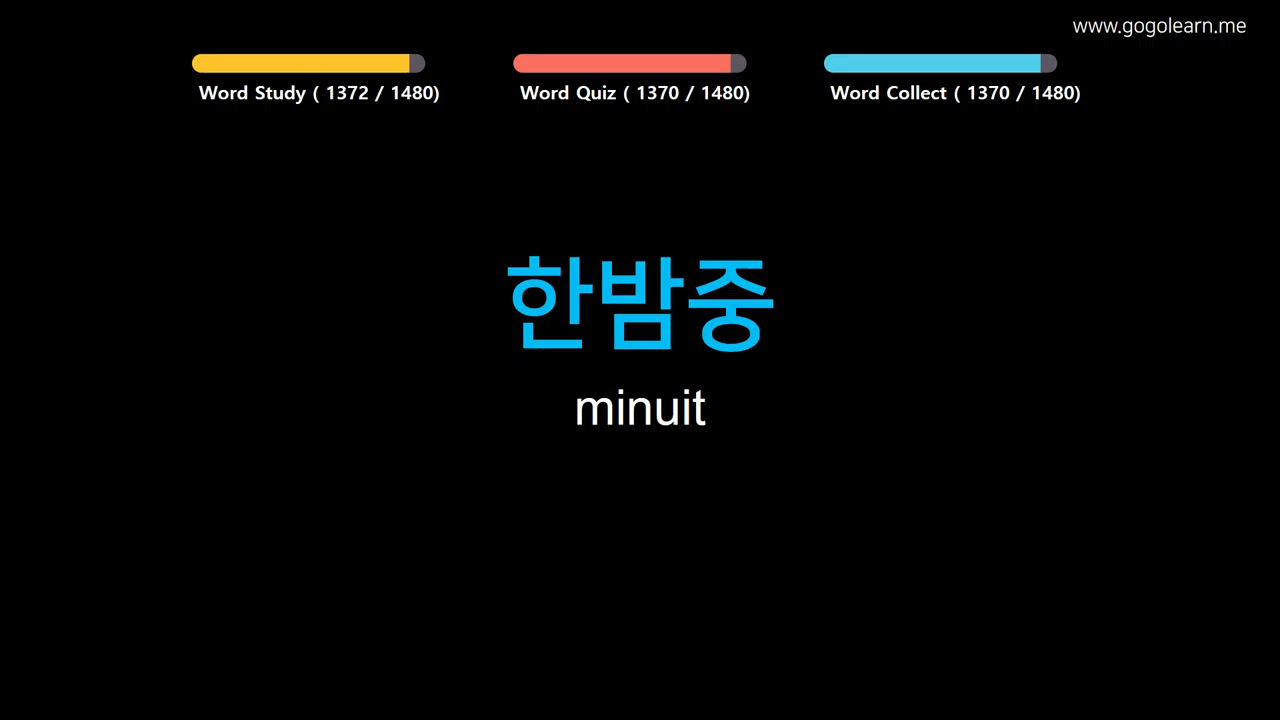 www.gogolearn.me
Word Study ( 1372 / 1480)
Word Quiz ( 1370 / 1480)
Word Collect ( 1370 / 1480)
한밤중
minuit